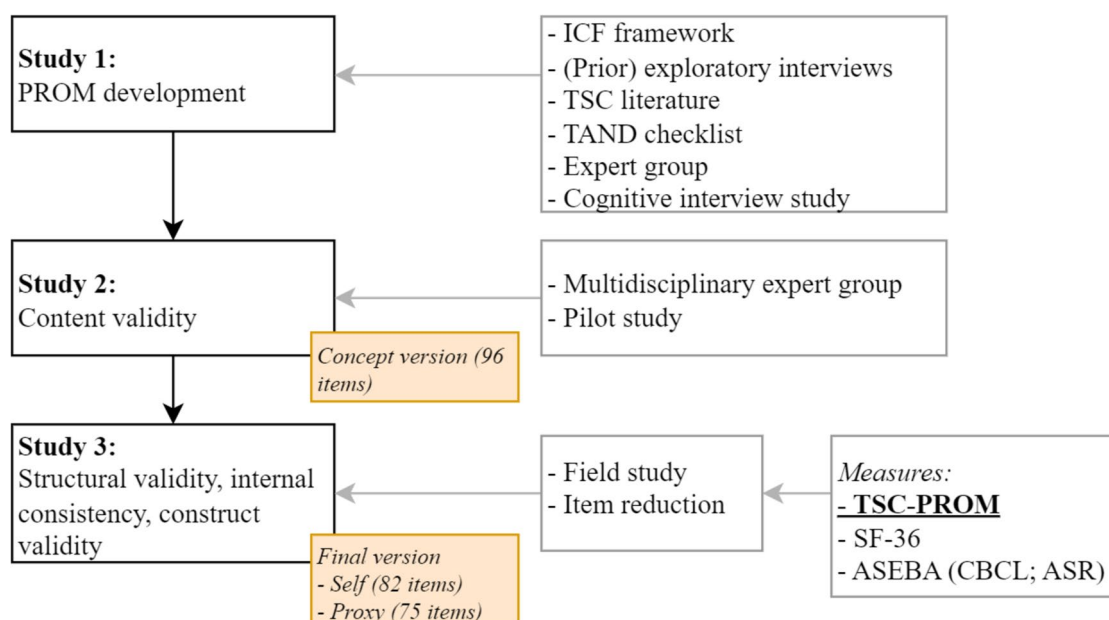 Study 1:
PROM development
- ICF framework
- (Prior) exploratory interviews
- TSC literature
- TAND checklist
- Expert group
- Cognitive interview study
Study 2:
Content validity
- Multidisciplinary expert group
- Pilot study
Concept version (96
items)
Study 3:
Structural validity, internal
consistency, construct
validity
- Field study
- Item reduction
Measures:
- TSC-PROM
- SF-36
- ASEBA (CBCL; ASR)
Final version
- Self (82 items)
- Proxy (75 items)